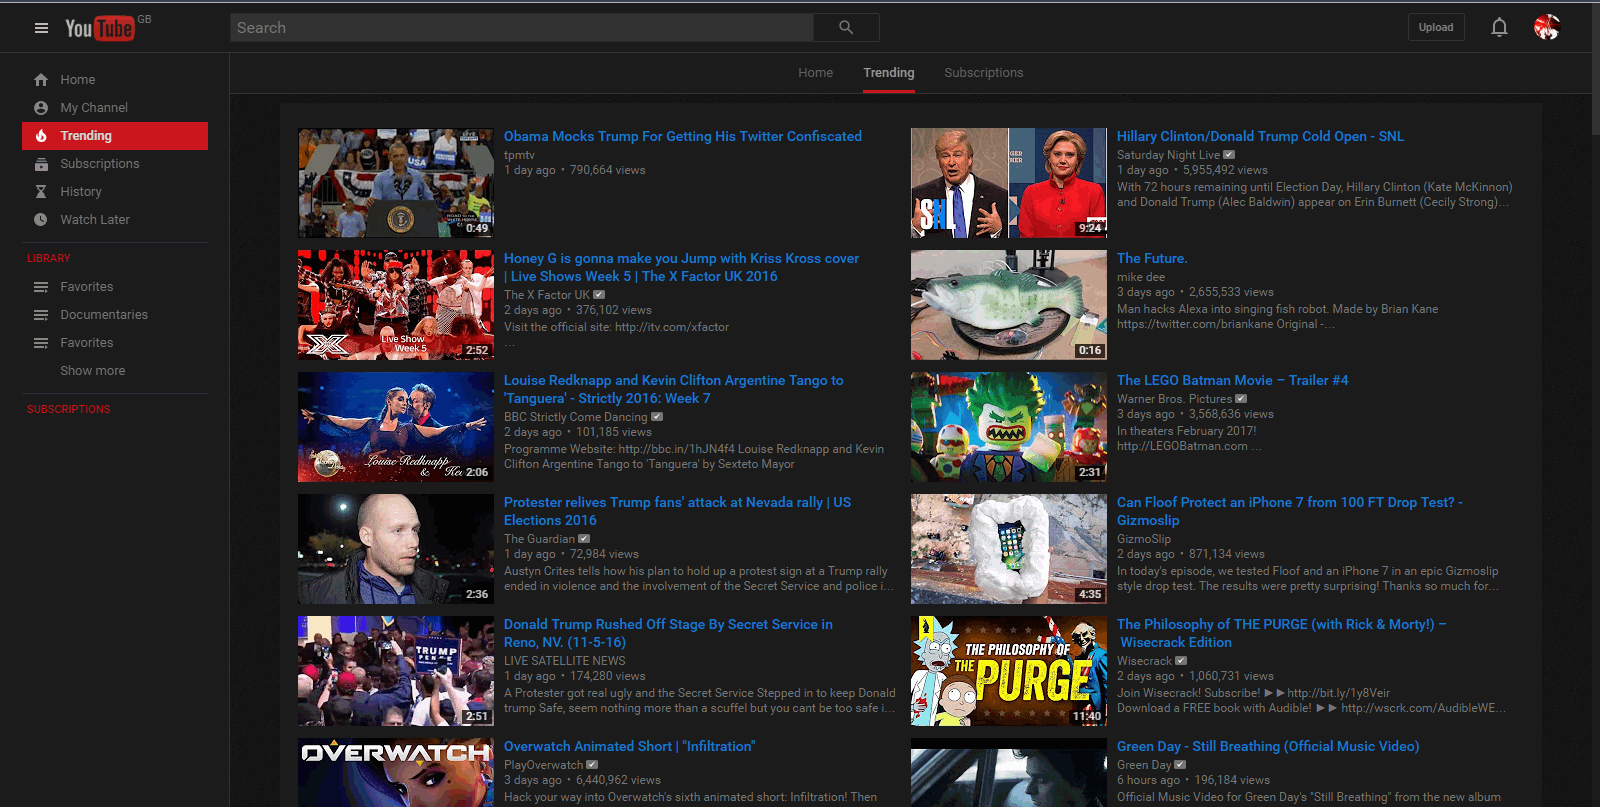 YouTube GB
Search
Upload
Home
My Channel
Trending
Subscriptions
History
Watch Later
LIBRARY
Favorites
Documentaries
Favorites
Show more
SUBSCRIPTIONS
Home Trending Subscriptions
LIVE
USA
ROAD TO THE
WHITE HOUSE
0:49
Obama Mocks Trump For Getting His Twitter Confiscated
tpmtv
1 day ago • 790,664 views
SNL
9:24
Hillary Clinton/Donald Trump Cold Open - SNL
Saturday Night Live
1 day ago • 5,955,492 views
With 72 hours remaining until Election Day, Hillary Clinton (Kate McKinnon)
and Donald Trump (Alec Baldwin) appear on Erin Burnett (Cecily Strong)...
X
Live Show
Week 5
2:52
Honey G is gonna make you Jump with Kriss Kross cover
| Live Shows Week 5 | The X Factor UK 2016
The X Factor UK
2 days ago • 376,102 views
Visit the official site: http://itv.com/xfactor
...
0:16
The Future.
mike dee
3 days ago • 2,655,533 views
Man hacks Alexa into singing fish robot. Made by Brian Kane
https://twitter.com/briankane Original -...
Louise Redknapp
& Kev
2:06
Louise Redknapp and Kevin Clifton Argentine Tango to
'Tanguera' - Strictly 2016: Week 7
BBC Strictly Come Dancing
2 days ago • 101,185 views
Programme Website: http://bbc.in/1hJN4f4 Louise Redknapp and Kevin
Clifton Argentine Tango to 'Tanguera' by Sexteto Mayor
2:31
The LEGO Batman Movie – Trailer #4
Warner Bros. Pictures
3 days ago • 3,568,636 views
In theaters February 2017!
http://LEGOBatman.com ...
2:36
Protester relives Trump fans' attack at Nevada rally | US
Elections 2016
The Guardian
1 day ago • 72,984 views
Austyn Crites tells how his plan to hold up a protest sign at a Trump rally
ended in violence and the involvement of the Secret Service and police i...
4:35
Can Floof Protect an iPhone 7 from 100 FT Drop Test? -
Gizmoslip
GizmoSlip
2 days ago • 871,134 views
In today's episode, we tested Floof and an iPhone 7 in an epic Gizmoslip
style drop test. The results were pretty surprising! Thanks so much for...
TRUMP
PENCE
2:51
Donald Trump Rushed Off Stage By Secret Service in
Reno, NV. (11-5-16)
LIVE SATELLITE NEWS
1 day ago • 174,280 views
A Protester got real ugly and the Secret Service Stepped in to keep Donald
trump Safe, seem nothing more than a scuffel but you cant be too safe i...
THE PHILOSOPHY OF
THE PURGE
11:40
The Philosophy of THE PURGE (with Rick & Morty!) –
Wisecrack Edition
Wisecrack
2 days ago • 1,060,731 views
Join Wisecrack! Subscribe! ►►http://bit.ly/1y8Veir
Download a FREE book with Audible! ►► http://wscrk.com/AudibleWE...
OVERWATCH
Overwatch Animated Short | "Infiltration"
PlayOverwatch
3 days ago • 6,440,962 views
Hack your way into Overwatch's sixth animated short: Infiltration! Then
Green Day - Still Breathing (Official Music Video)
Green Day
6 hours ago • 196,184 views
Official Music Video for Green Day's "Still Breathing" from the new album